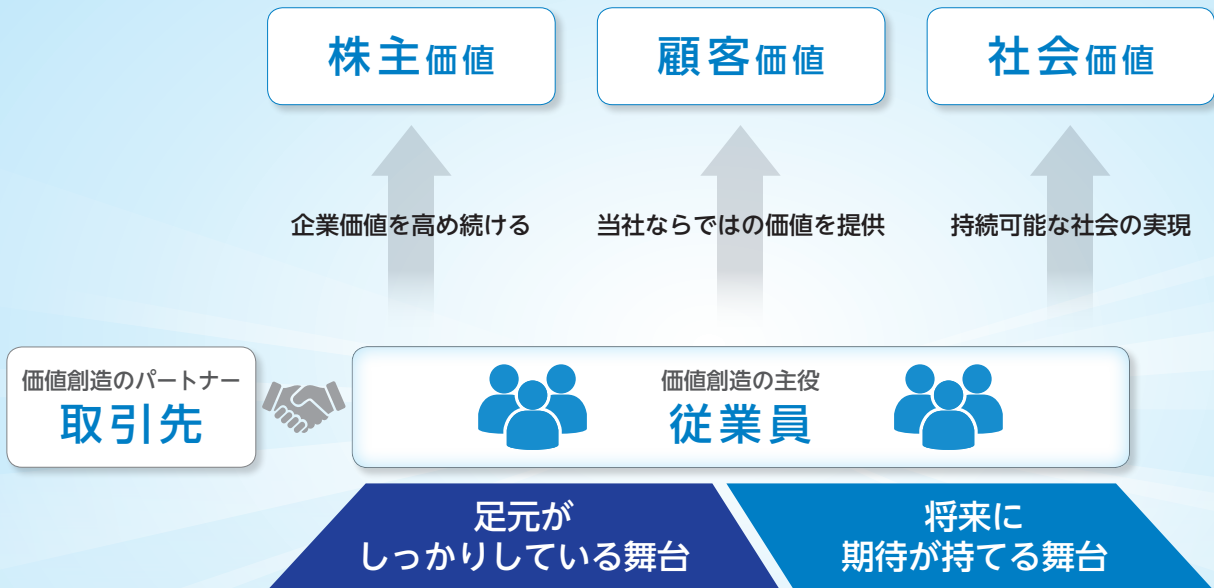 株主価値
顧客価値
社会価値
企業価値を高め続ける
当社ならではの価値を提供
持続可能な社会の実現
価値創造のパートナー
取引先
価値創造の主役
従業員
足元が
しっかりしている舞台
将来に
期待が持てる舞台